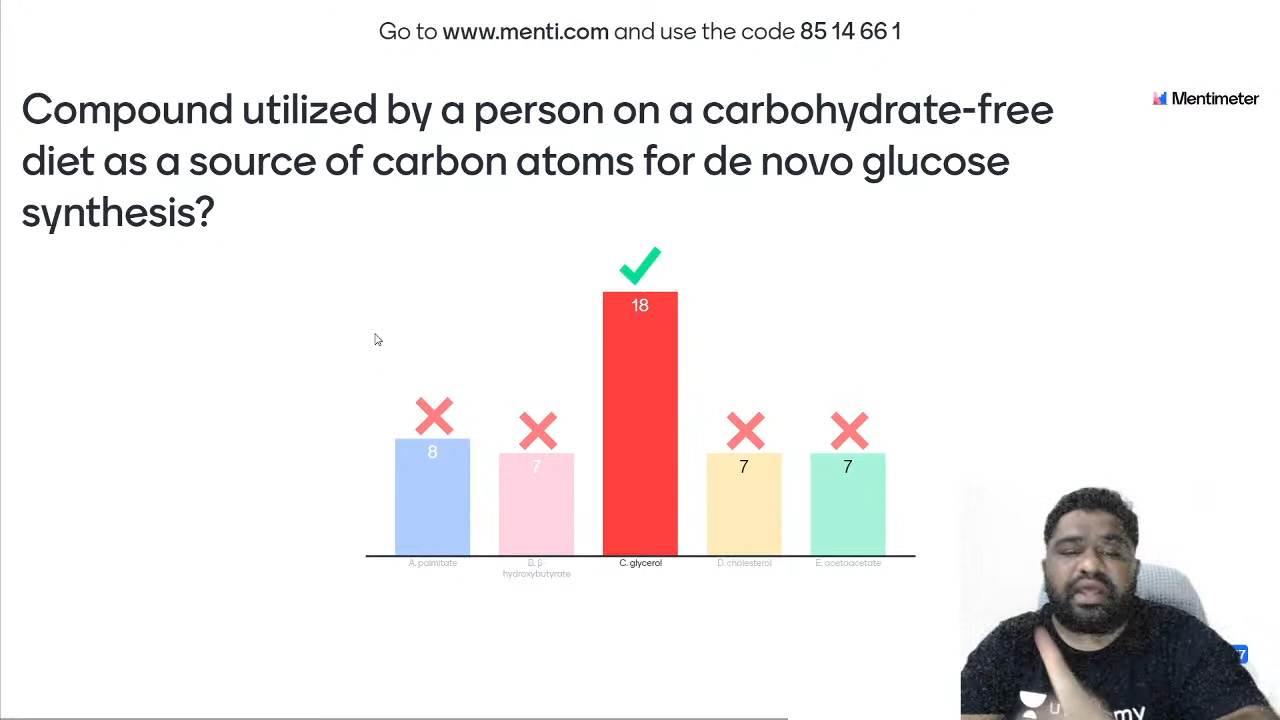 Go to www.menti.com and use the code 85 14 66 1
Mentimeter
Compound utilized by a person on a carbohydrate-free
diet as a source of carbon atoms for de novo glucose
synthesis?
18
8
7
7
7
A. palmitate
B. β-
hydroxybutyrate
C. glycerol
D. cholesterol
E. acetoacetate
7